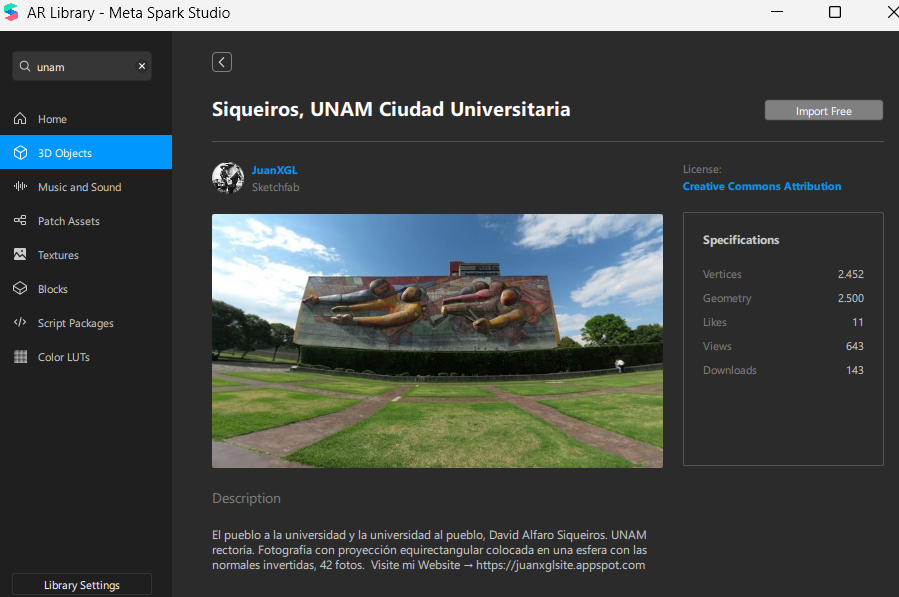 AR Library - Meta Spark Studio
unam
Home
3D Objects
Music and Sound
Patch Assets
Textures
Blocks
Script Packages
Color LUTs
Library Settings
Siqueiros, UNAM Ciudad Universitaria
Import Free
JuanXGL
Sketchfab
License:
Creative Commons Attribution
Specifications
Vertices 2.452
Geometry 2.500
Likes 11
Views 643
Downloads 143
Description
El pueblo a la universidad y la universidad al pueblo, David Alfaro Siqueiros. UNAM
rectoría. Fotografía con proyección equirectangular colocada en una esfera con las
normales invertidas, 42 fotos.  Visite mi Website → https://juanxglsite.appspot.com